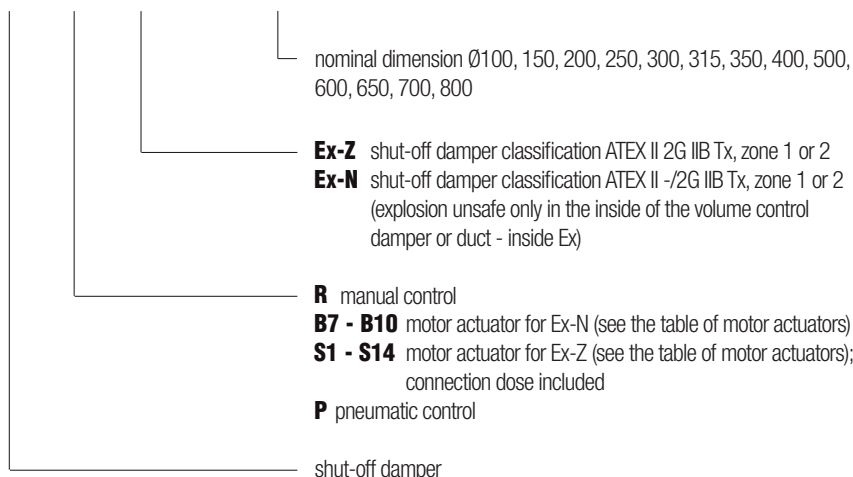 nominal dimension Ø100, 150, 200, 250, 300, 315, 350, 400, 500,
600, 650, 700, 800
Ex-Z shut-off damper classification ATEX II 2G IIB Tx, zone 1 or 2
Ex-N shut-off damper classification ATEX II -/2G IIB Tx, zone 1 or 2
(explosion unsafe only in the inside of the volume control
damper or duct - inside Ex)
R manual control
B7 - B10 motor actuator for Ex-N (see the table of motor actuators)
S1 - S14 motor actuator for Ex-Z (see the table of motor actuators);
connection dose included
P pneumatic control
shut-off damper